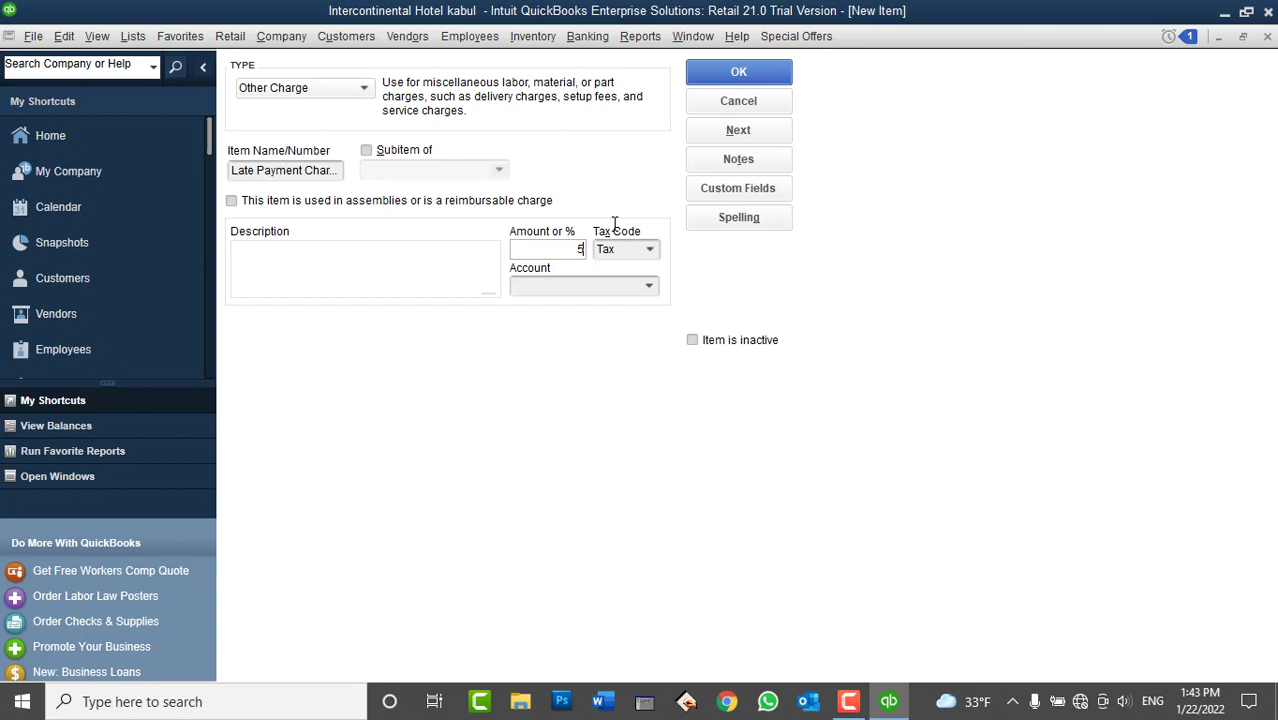 Intercontinental Hotel kabul - Intuit QuickBooks Enterprise Solutions: Retail 21.0 Trial Version - [New Item]
File Edit View Lists Favorites Retail Company Customers Vendors Employees Inventory Banking Reports Window Help Special Offers
1
Search Company or Help
My Shortcuts
Home
My Company
Calendar
Snapshots
Customers
Vendors
Employees
My Shortcuts
View Balances
Run Favorite Reports
Open Windows
Do More With QuickBooks
Get Free Workers Comp Quote
Order Labor Law Posters
Order Checks & Supplies
Promote Your Business
New: Business Loans
TYPE
Other Charge
Use for miscellaneous labor, material, or part
charges, such as delivery charges, setup fees, and
service charges.
Item Name/Number
Subitem of
Late Payment Char...
This item is used in assemblies or is a reimbursable charge
Description
Amount or %
Tax Code
5
Tax
Account
OK
Cancel
Next
Notes
Custom Fields
Spelling
Item is inactive
Type here to search
33°F
ENG
1:43 PM
1/22/2022